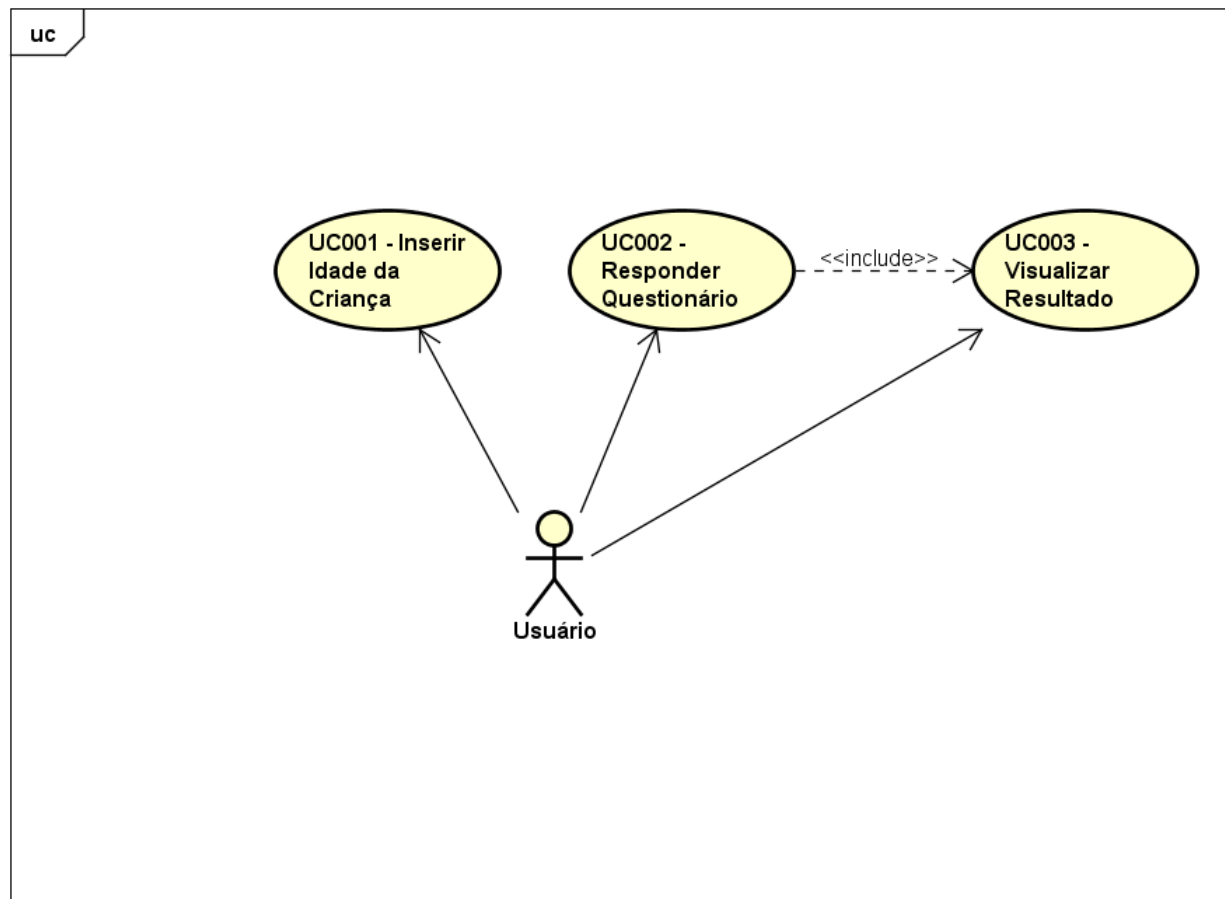 uc
UC001 - Inserir
Idade da
Criança
UC002 -
Responder
Questionário
<<include>>
UC003 -
Visualizar
Resultado
Usuário